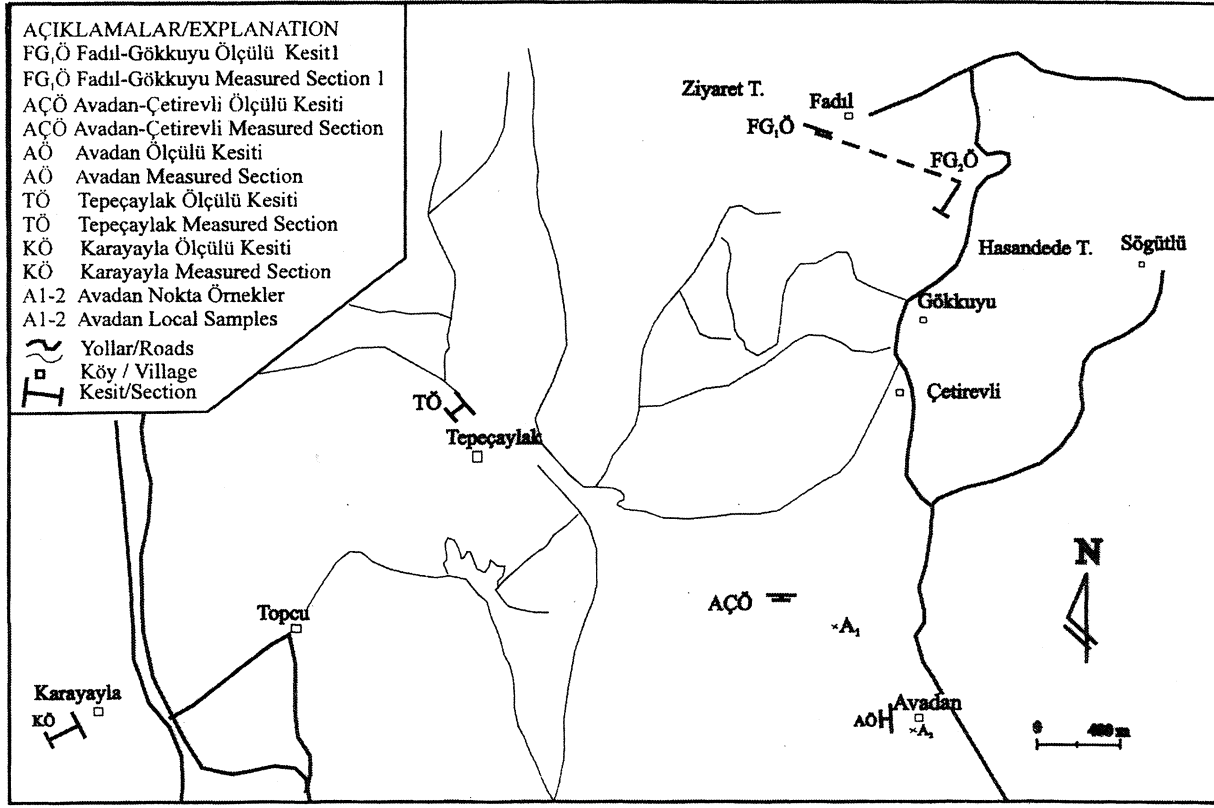 AÇIKLAMALAR/EXPLANATION
FG₁Ö Fadıl-Gökkuyu Ölçülü Kesit1
FG₁Ö Fadıl-Gökkuyu Measured Section 1
AÇÖ Avadan-Çetirevli Ölçülü Kesiti
AÇÖ Avadan-Çetirevli Measured Section
AÖ Avadan Ölçülü Kesiti
AÖ Avadan Measured Section
TÖ Tepeçaylak Ölçülü Kesiti
TÖ Tepeçaylak Measured Section
KÖ Karayayla Ölçülü Kesiti
KÖ Karayayla Measured Section
A1-2 Avadan Nokta Örnekler
A1-2 Avadan Local Samples
Yollar/Roads
Köy / Village
Kesit/Section
Ziyaret T.
Fadıl
FG₁Ö
FG₂Ö
Hasandede T.
Sögütlü
Gökkuyu
Çetirevli
TÖ
Tepeçaylak
N
AÇÖ
×A₁
Topcu
Karayayla
KÖ
Avadan
AÖ
×A₂
0 400 m